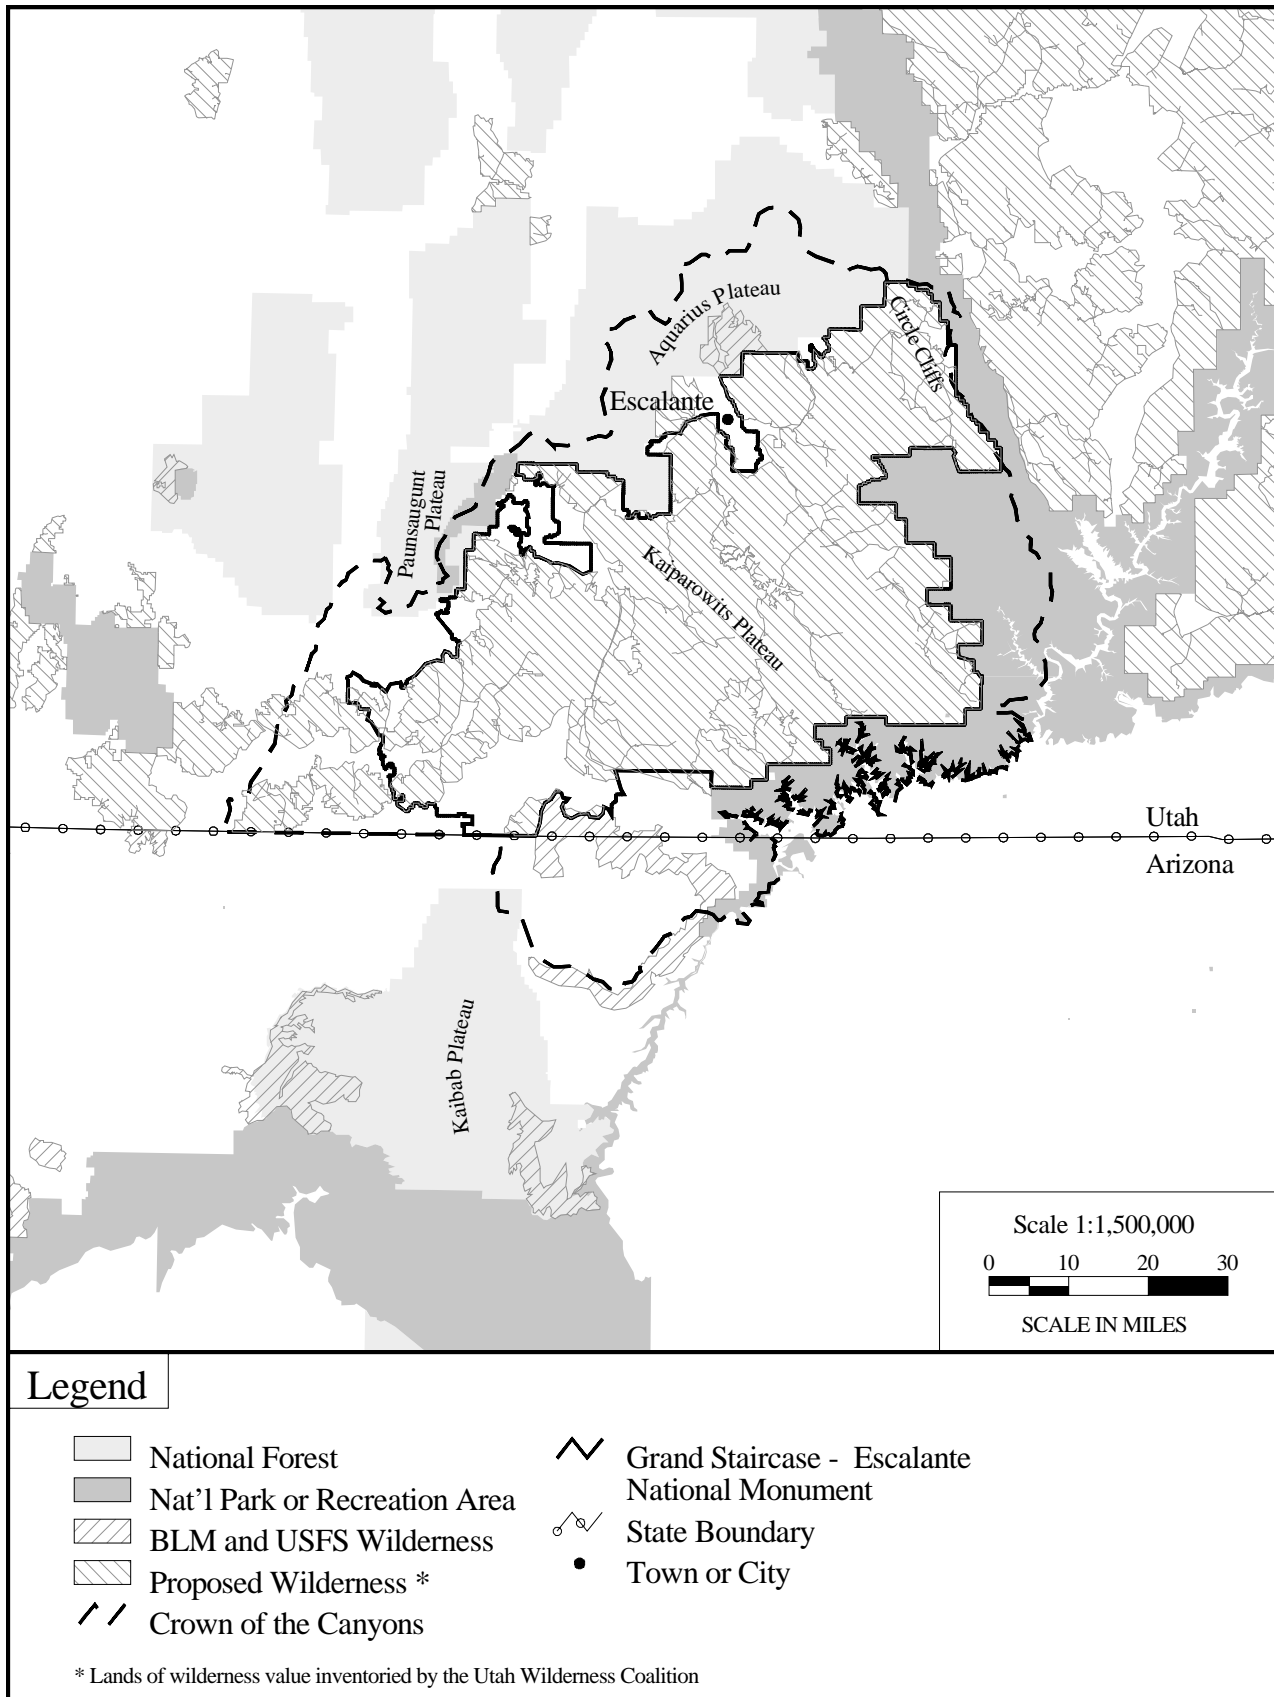 Aquarius Plateau
Circle Cliffs
Escalante
Paunsaugunt
Plateau
Kaiparowits Plateau
Utah
Arizona
Kaibab Plateau
Scale 1:1,500,000
0 10 20 30
SCALE IN MILES
Legend
National Forest
Nat'l Park or Recreation Area
BLM and USFS Wilderness
Proposed Wilderness *
Crown of the Canyons
Grand Staircase - Escalante
National Monument
State Boundary
Town or City
* Lands of wilderness value inventoried by the Utah Wilderness Coalition